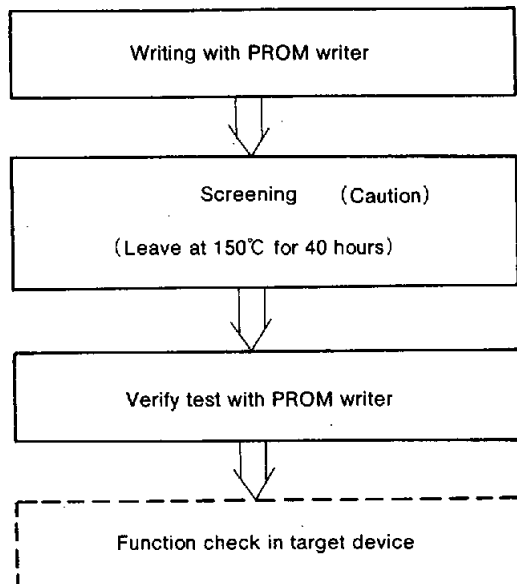 Writing with PROM writer
Screening (Caution)
(Leave at 150℃ for 40 hours)
Verify test with PROM writer
Function check in target device